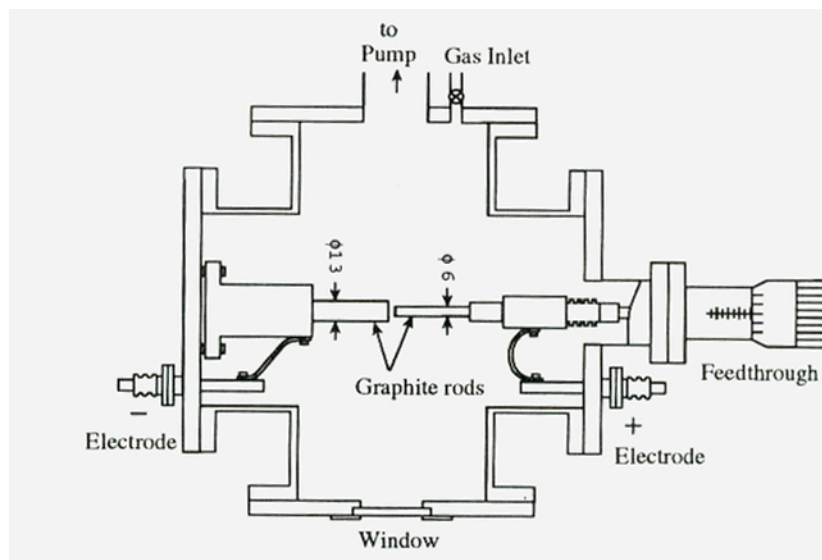 to
Pump
Gas Inlet
ϕ13
ϕ6
Graphite rods
Feedthrough
−
Electrode
+
Electrode
Window